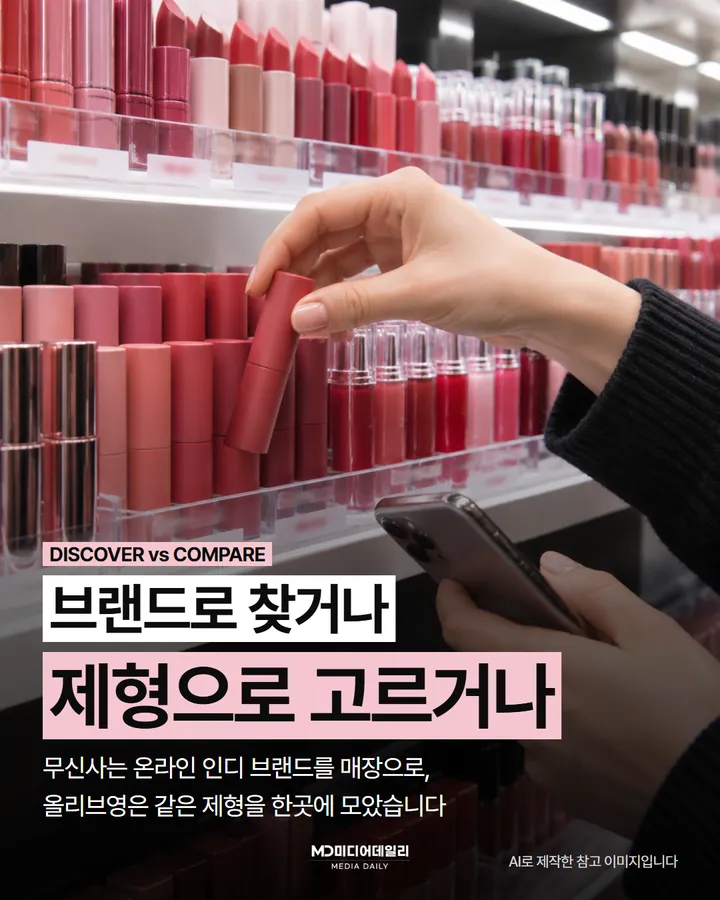 DISCOVER vs COMPARE
브랜드로 찾거나
제형으로 고르거나
무신사는 온라인 인디 브랜드를 매장으로,
올리브영은 같은 제형을 한곳에 모았습니다
MD미디어데일리
MEDIA DAILY
AI로 제작한 참고 이미지입니다